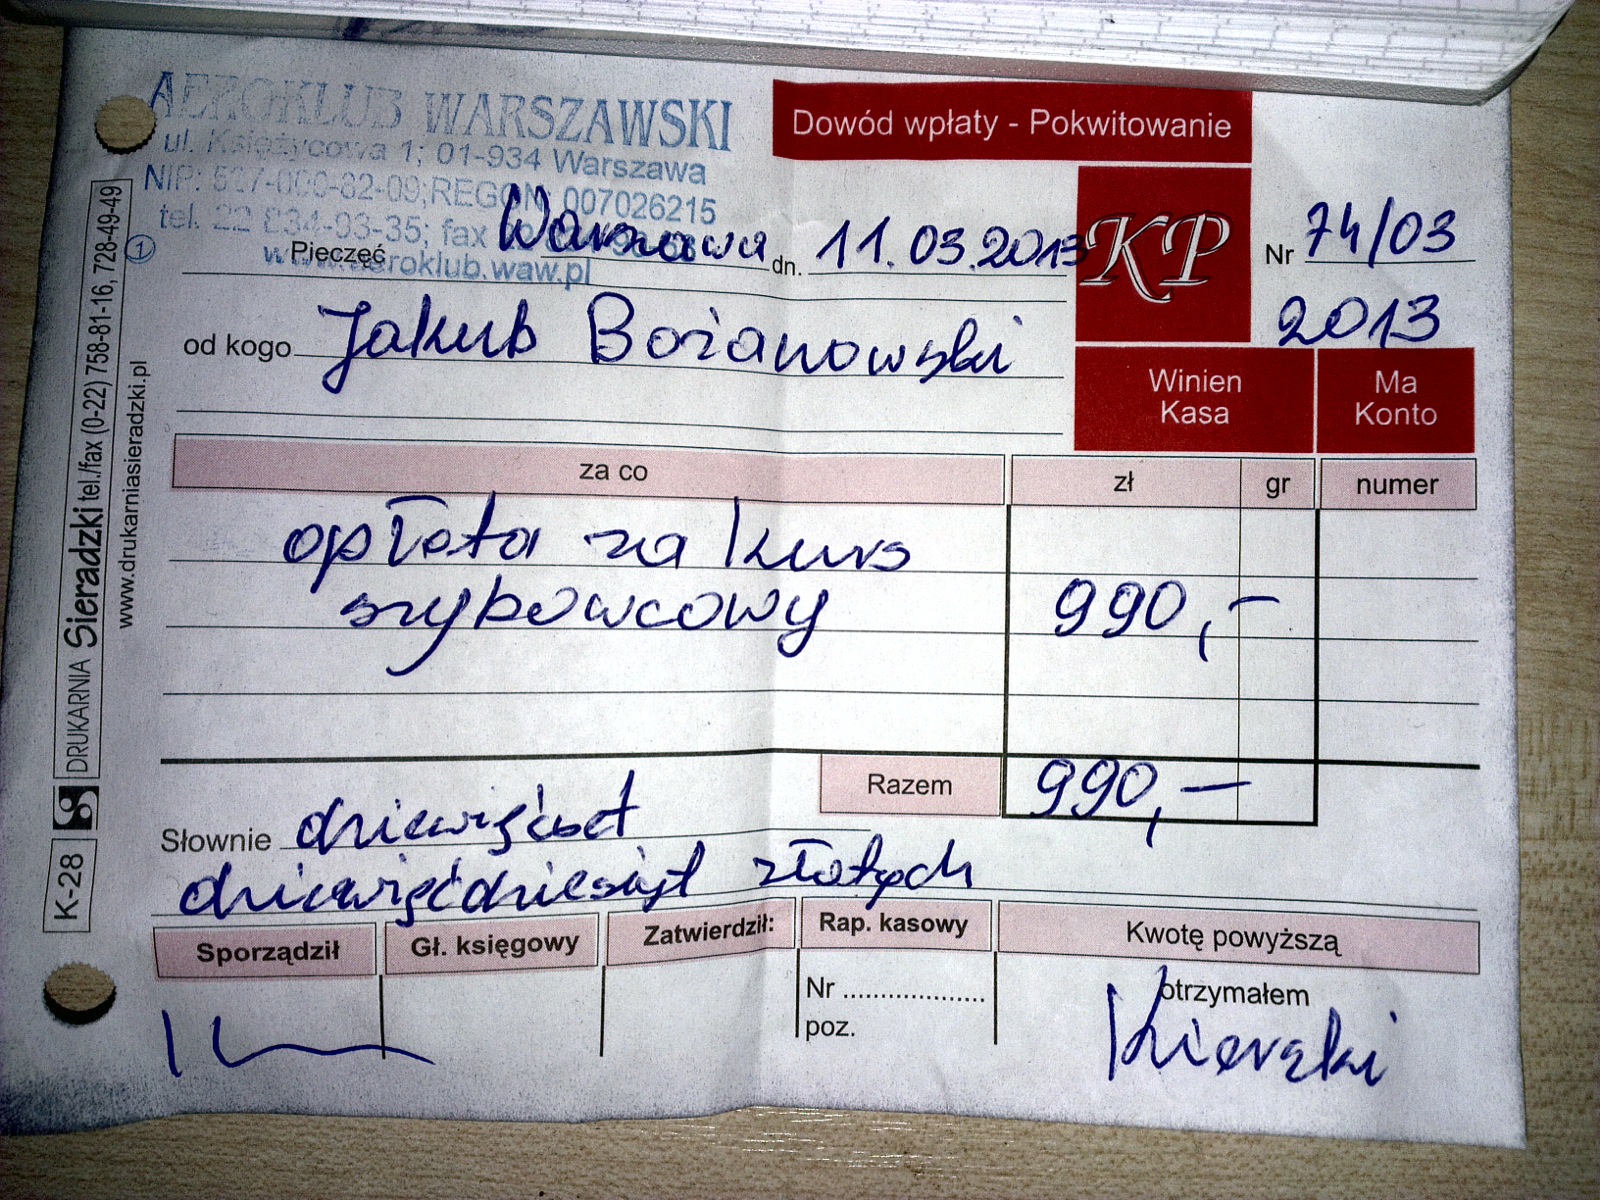 AEROKLUB WARSZAWSKI
ul. Księżycowa 1; 01-934 Warszawa
NIP: 527-000-82-09;REGON: 007026215
tel. 22 834-93-35; fax
www.aeroklub.waw.pl
1
Dowód wpłaty - Pokwitowanie
KP
Nr 74/03
2013
Pieczęć Warszawa dn. 11.03.2013
od kogo Jakub Bożanowski
Winien Kasa
Ma Konto
za co zł gr numer
opłata za kurs
szybowcowy 990,-
Razem 990,-
Słownie dziewięćset
dziewięćdziesiąt złotych
Sporządził Gł. księgowy Zatwierdził: Rap. kasowy Kwotę powyższą
Nr ..................... otrzymałem
poz.
Kierski
K-28 DRUKARNIA Sieradzki tel./fax (0-22) 758-81-16, 728-49-49
www.drukarniasieradzki.pl